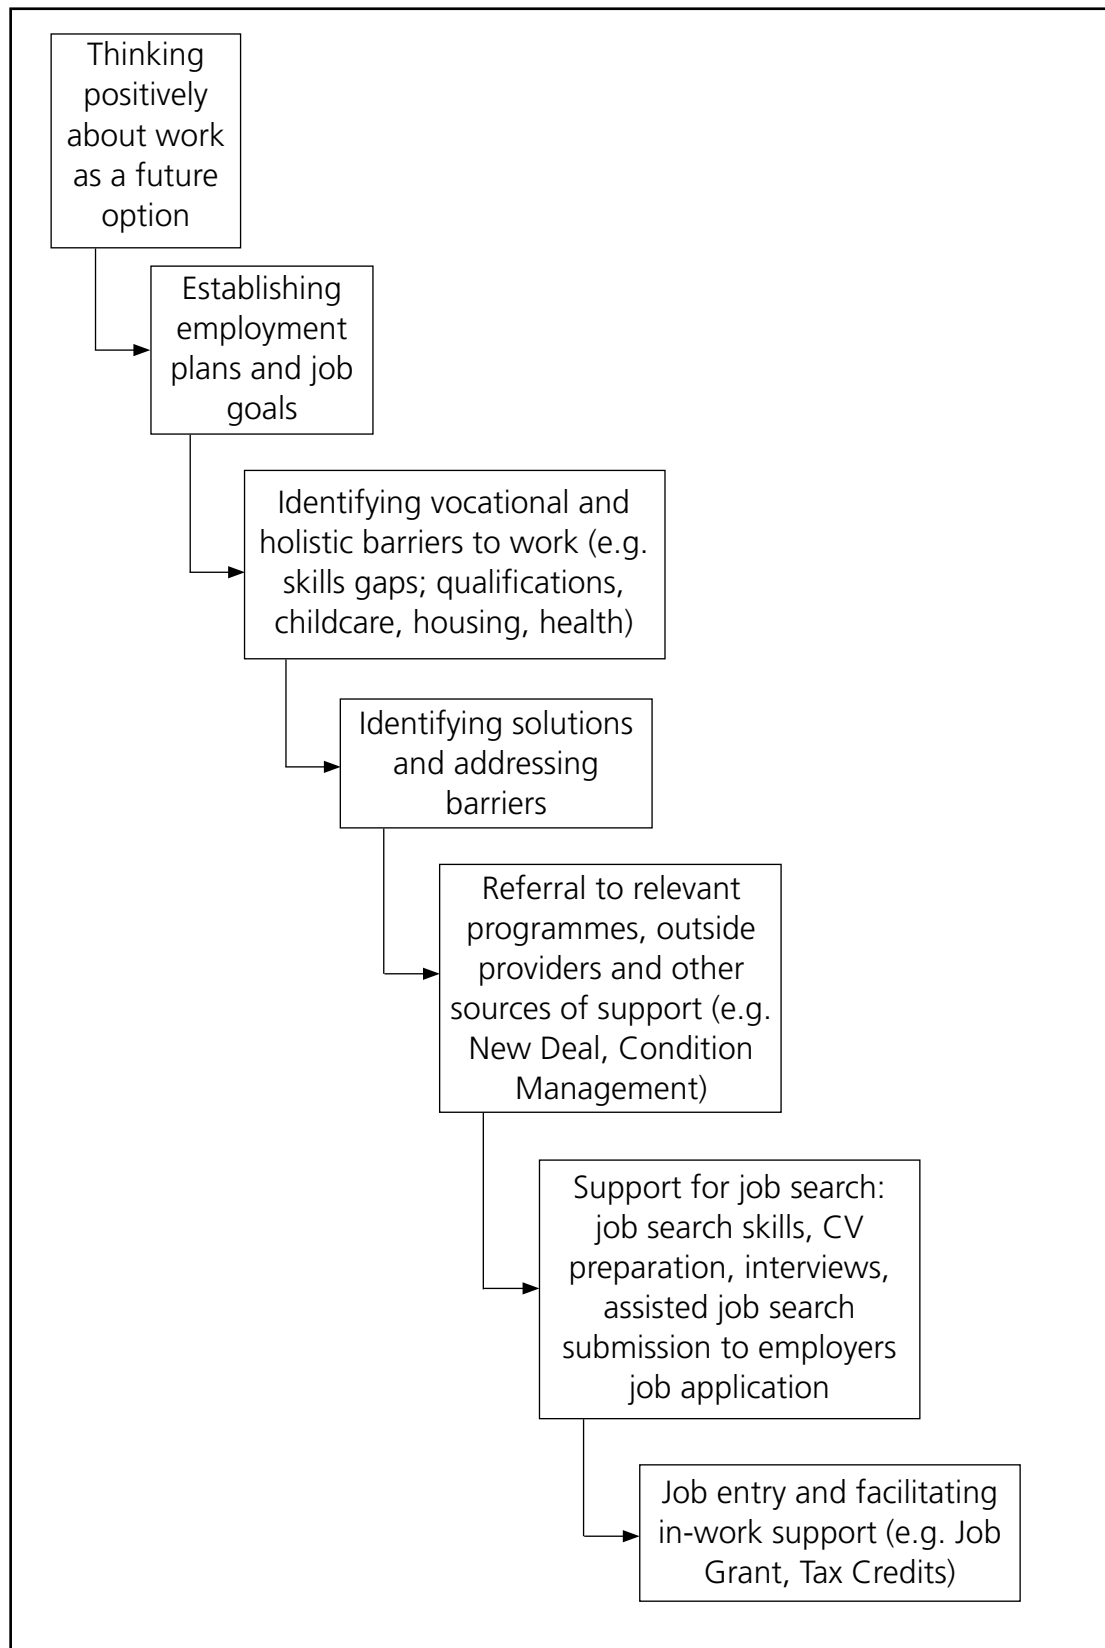 Thinking
positively
about work
as a future
option
Establishing
employment
plans and job
goals
Identifying vocational and
holistic barriers to work (e.g.
skills gaps; qualifications,
childcare, housing, health)
Identifying solutions
and addressing
barriers
Referral to relevant
programmes, outside
providers and other
sources of support (e.g.
New Deal, Condition
Management)
Support for job search:
job search skills, CV
preparation, interviews,
assisted job search
submission to employers
job application
Job entry and facilitating
in-work support (e.g. Job
Grant, Tax Credits)